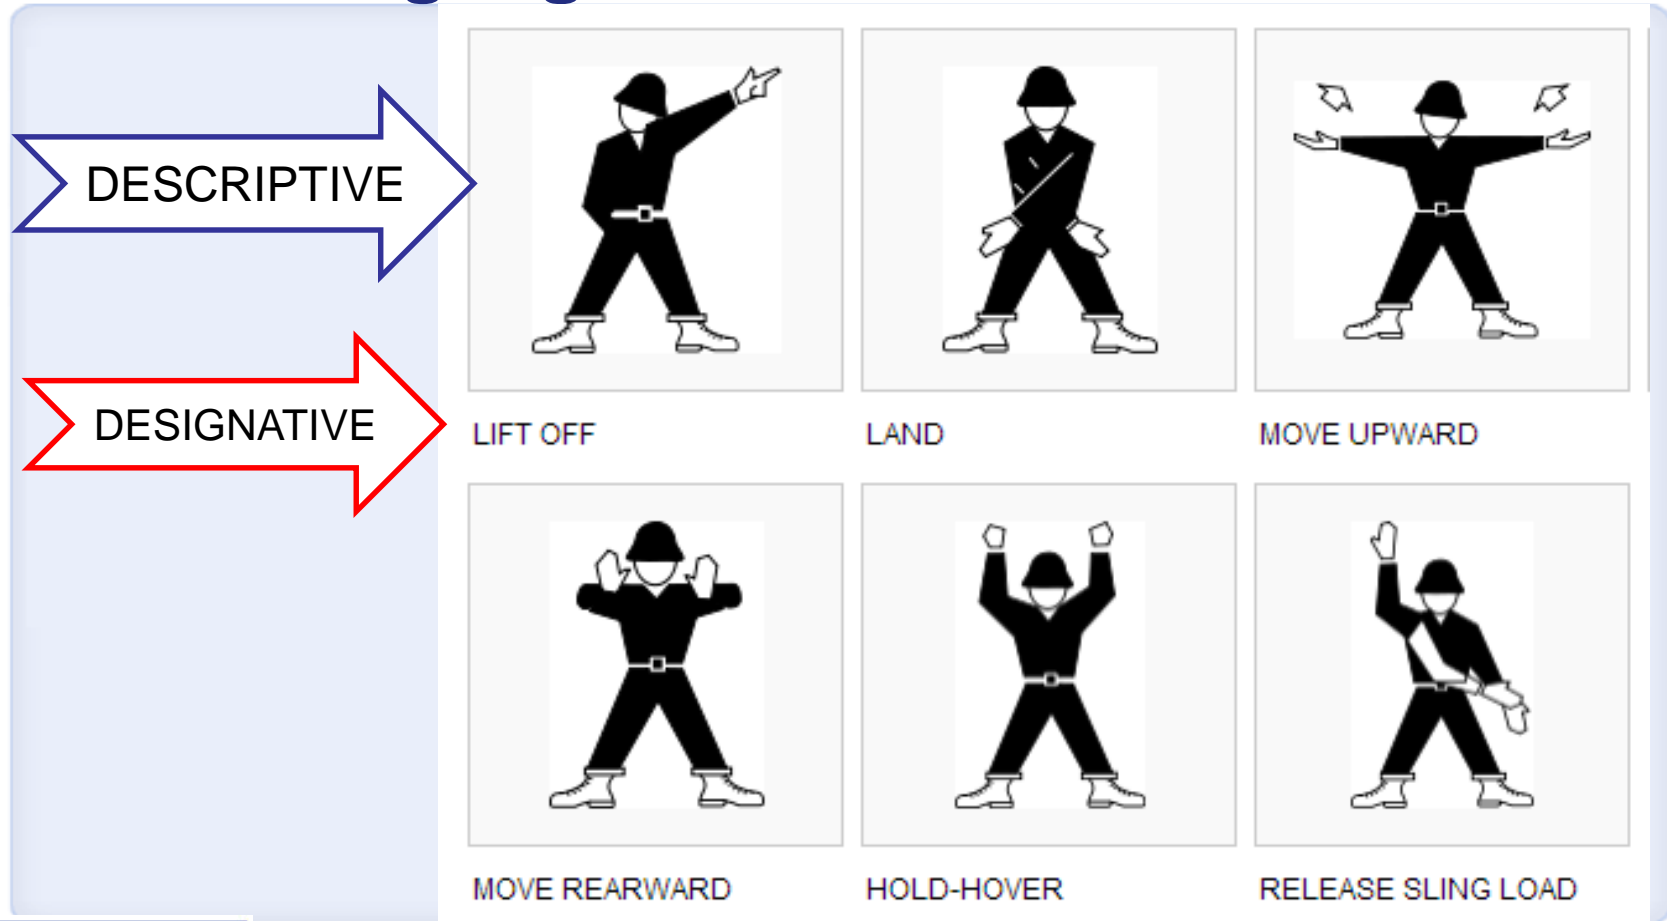 DESCRIPTIVE
DESIGNATIVE
LIFT OFF
LAND
MOVE UPWARD
MOVE REARWARD
HOLD-HOVER
RELEASE SLING LOAD